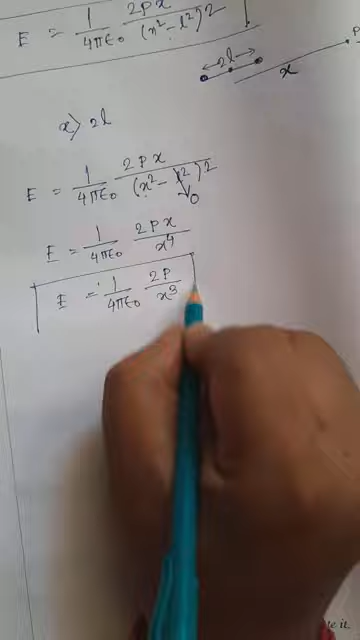 E = 1/4πϵ₀ 2px/(x²-l²)2
2l
P
x
x > 2l
E = 1/4πϵ₀ 2Px/(x²-l²)2
0
E = 1/4πϵ₀ 2Px/x⁴
E = 1/4πϵ₀ 2P/x³
it.